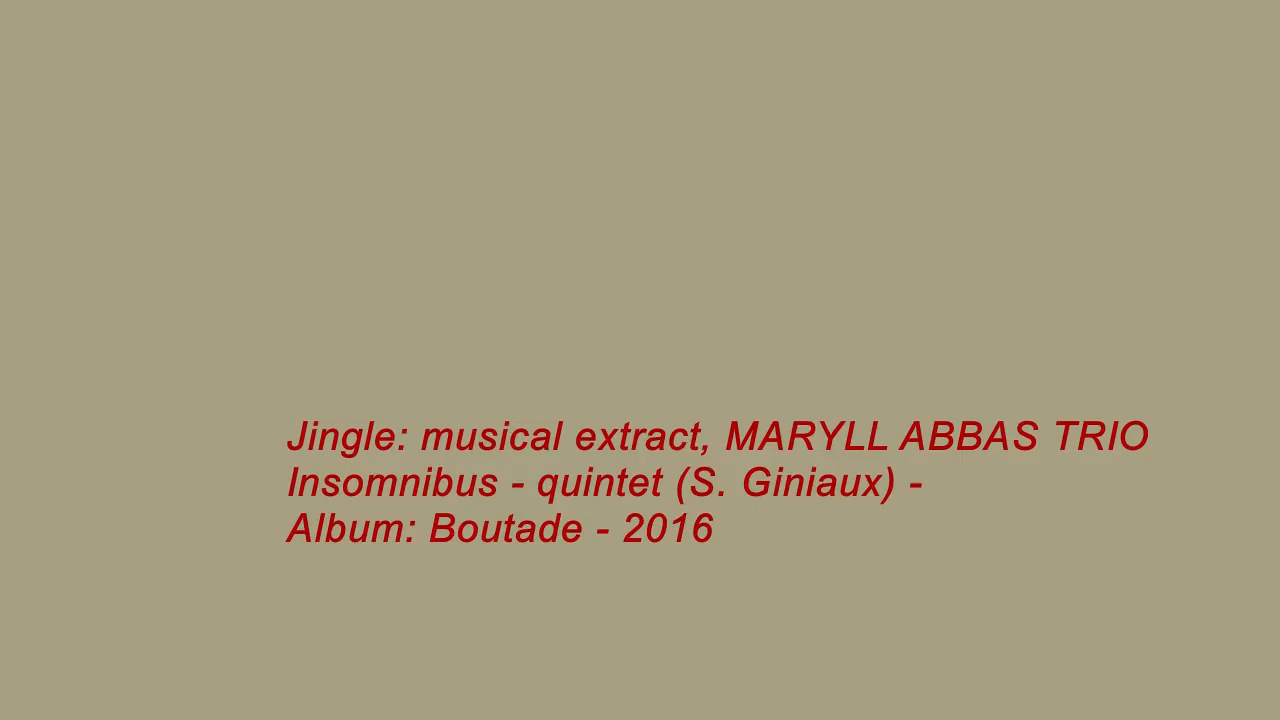 Jingle: musical extract, MARYLL ABBAS TRIO
Insomnibus - quintet (S. Giniaux) -
Album: Boutade - 2016